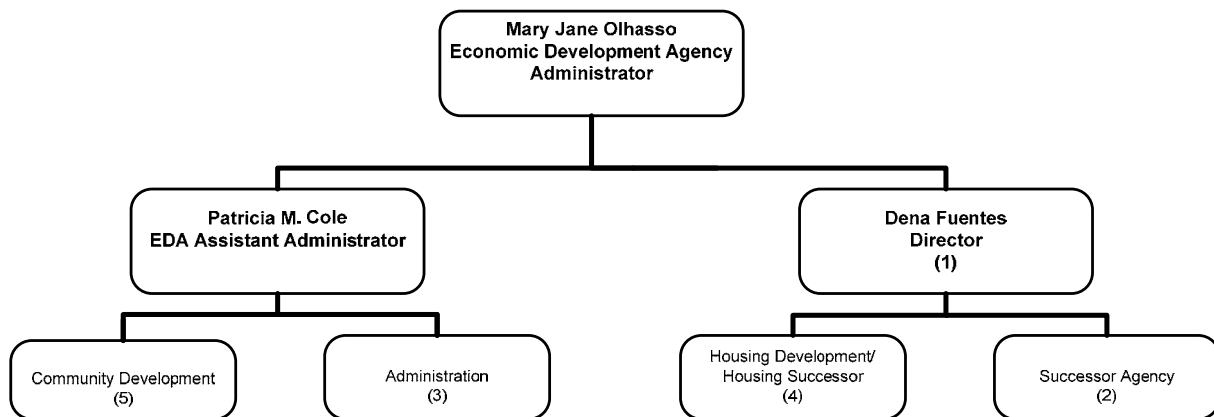 Mary Jane Olhasso
Economic Development Agency
Administrator
Patricia M. Cole
EDA Assistant Administrator
Dena Fuentes
Director
(1)
Community Development
(5)
Administration
(3)
Housing Development/
Housing Successor
(4)
Successor Agency
(2)